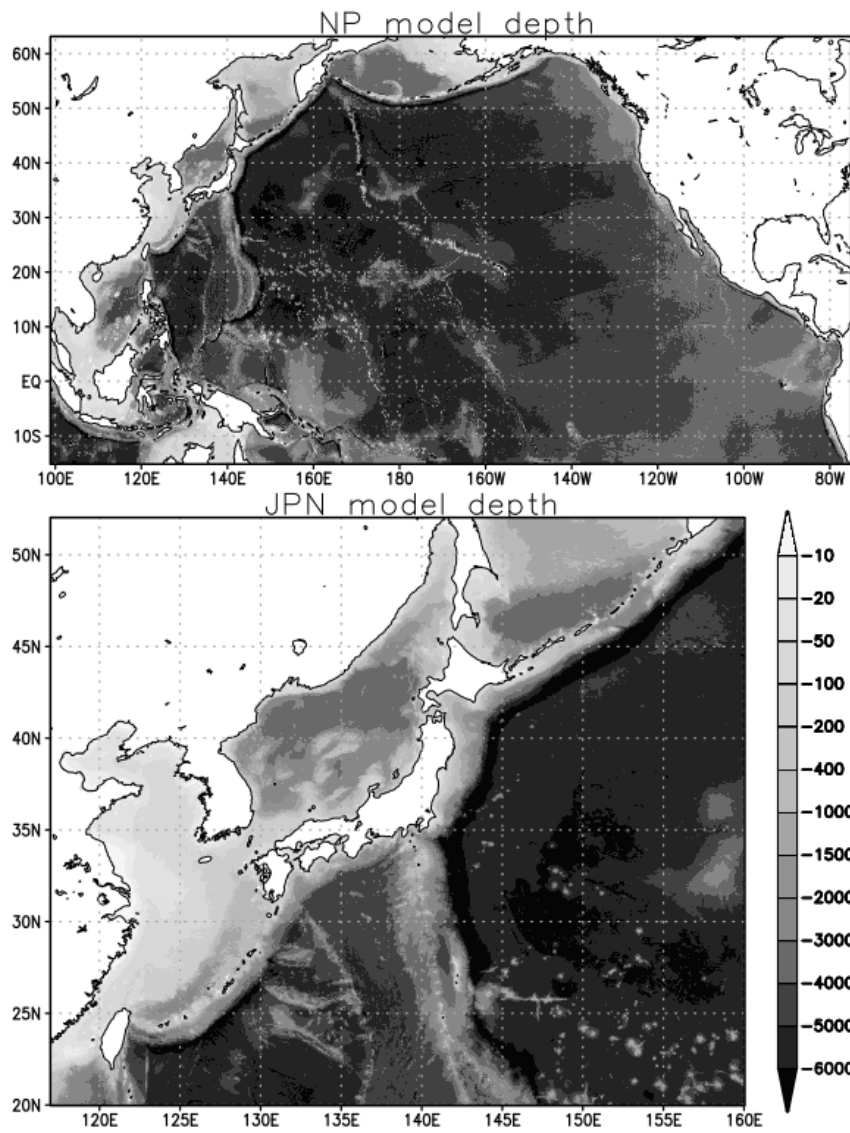 NP model depth
60N
50N
40N
30N
20N
10N
EQ
10S
100E 120E 140E 160E 180 160W 140W 120W 100W 80W
JPN model depth
50N
45N
40N
35N
30N
25N
20N
120E 125E 130E 135E 140E 145E 150E 155E 160E
-10
-20
-50
-100
-200
-400
-1000
-1500
-2000
-3000
-4000
-5000
-6000